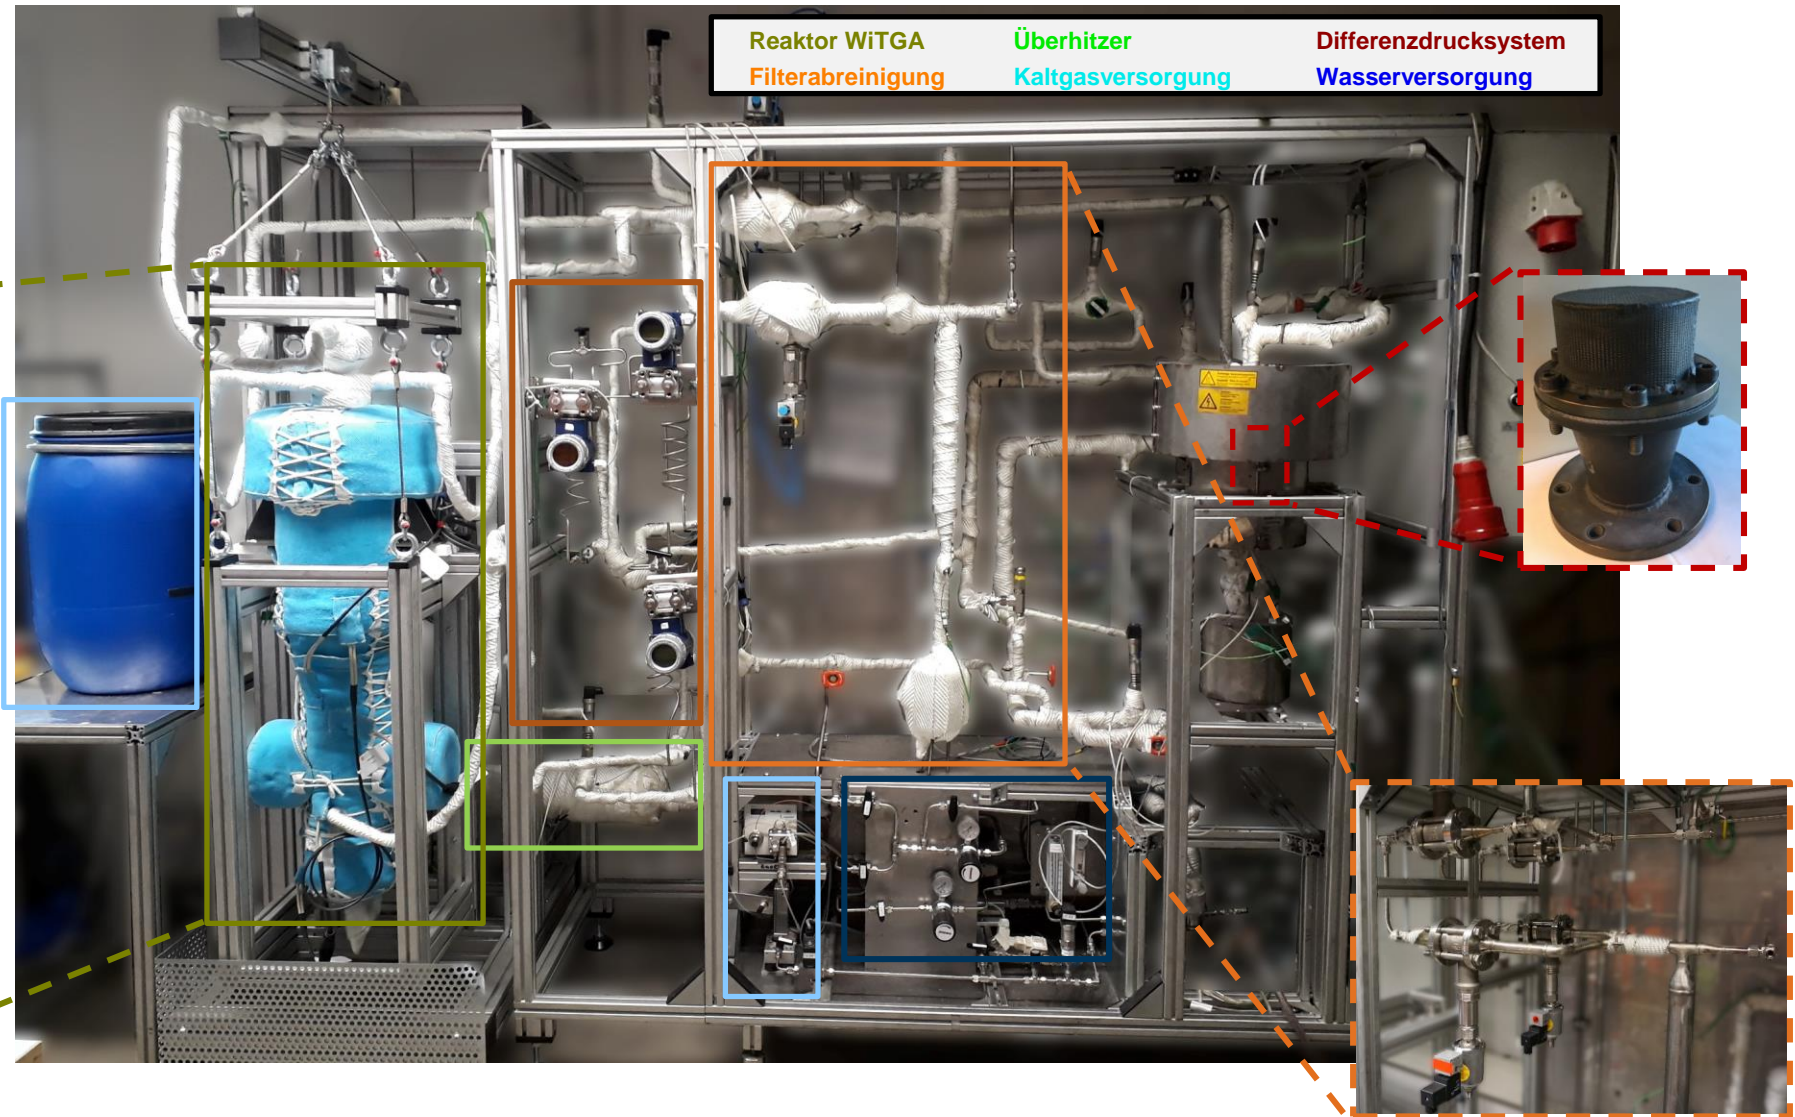 Reaktor WiTGA Überhitzer Differenzdrucksystem
Filterabreinigung Kaltgasversorgung Wasserversorgung